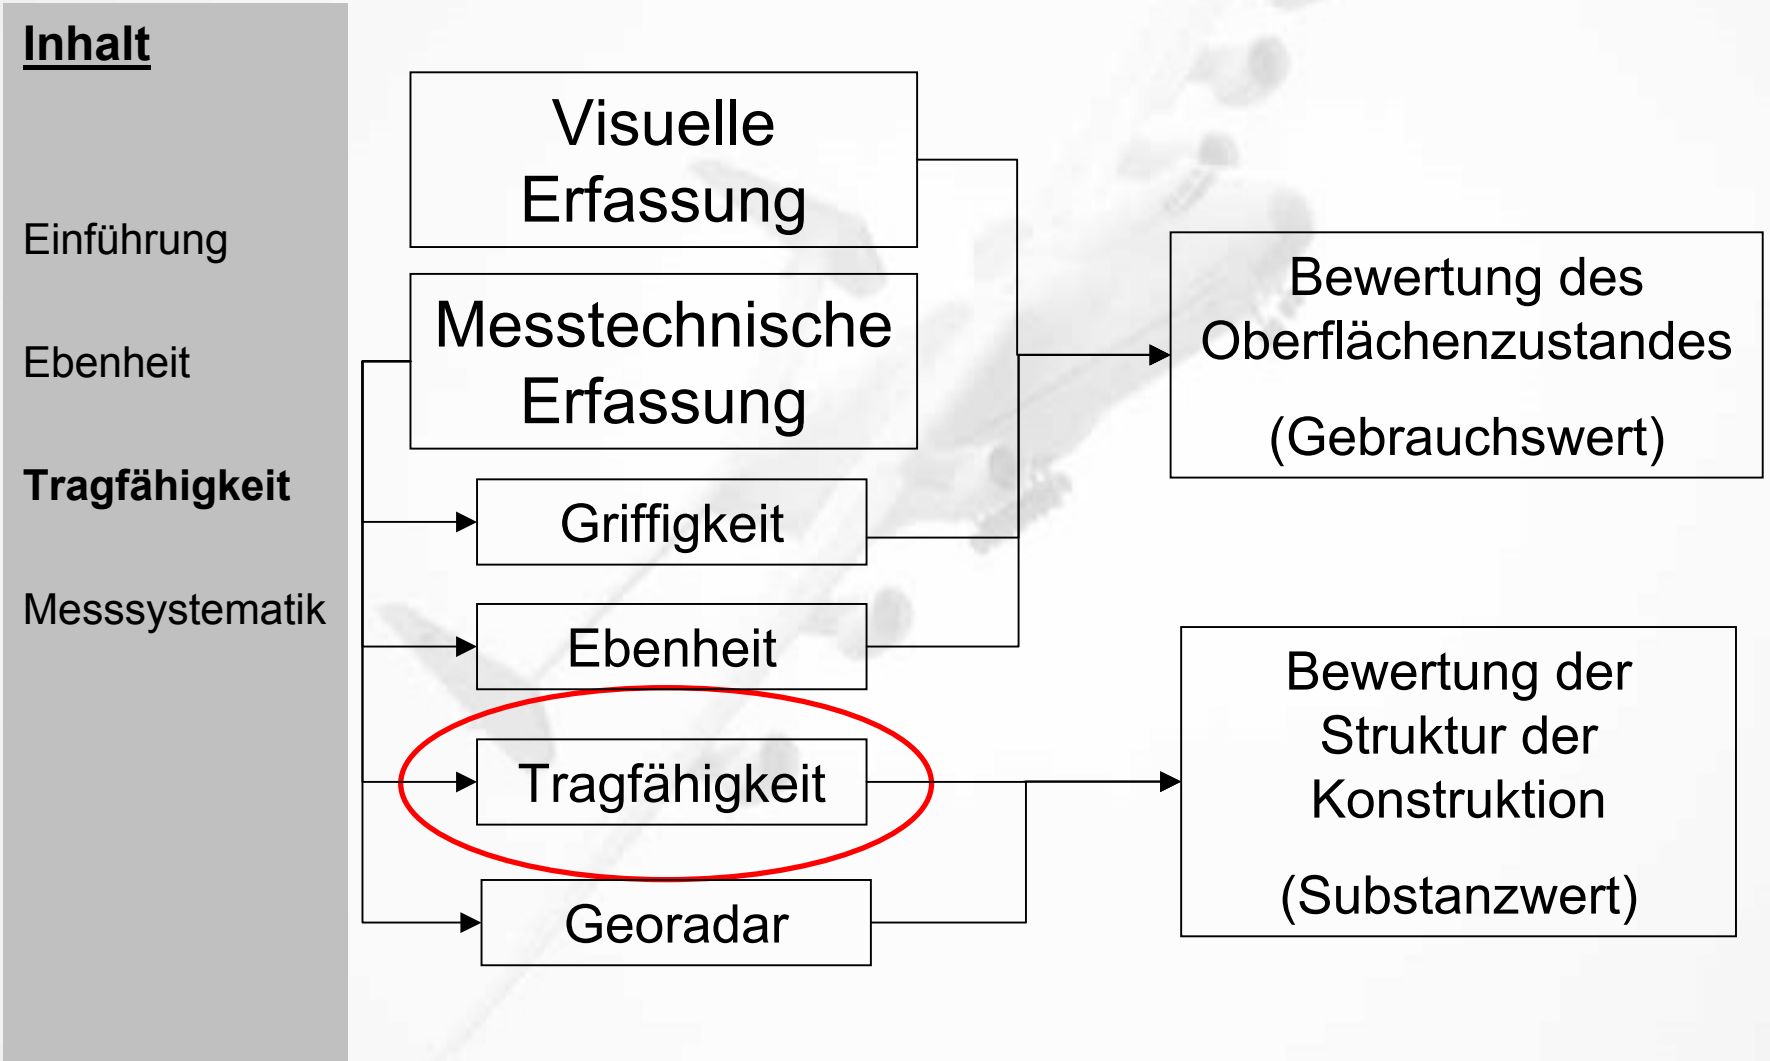 Inhalt
Einführung
Ebenheit
Tragfähigkeit
Messsystematik
Visuelle
Erfassung
Messtechnische
Erfassung
Griffigkeit
Ebenheit
Tragfähigkeit
Georadar
Bewertung des
Oberflächenzustandes
(Gebrauchswert)
Bewertung der
Struktur der
Konstruktion
(Substanzwert)